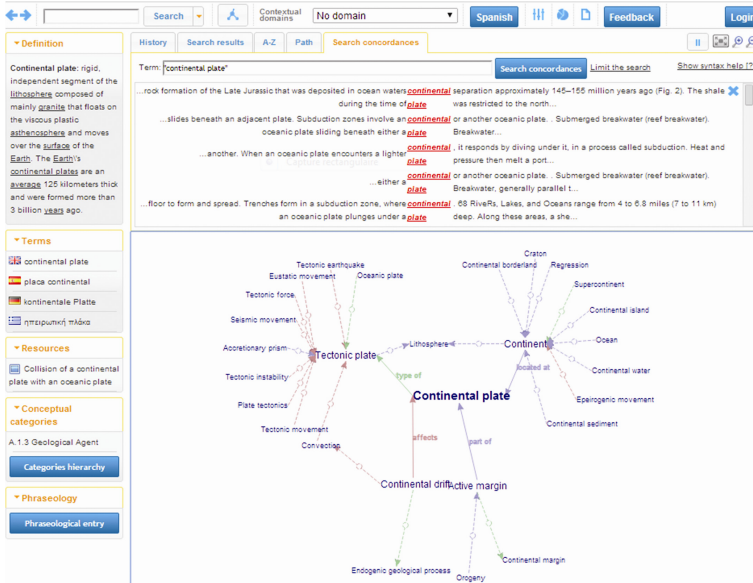 Search
Contextual domains
No domain
Spanish
Feedback
Login
Definition
Continental plate: rigid,
independent segment of the
lithosphere composed of
mainly granite that floats on
the viscous plastic
asthenosphere and moves
over the surface of the
Earth. The Earth\'s
continental plates are an
average 125 kilometers thick
and were formed more than
3 billion years ago.
Terms
continental plate
placa continental
kontinentale Platte
ηπειρωτική πλάκα
Resources
Collision of a continental
plate with an oceanic plate
Conceptual
categories
A.1.3 Geological Agent
Categories hierarchy
Phraseology
Phraseological entry
History
Search results
A-Z
Path
Search concordances
Term: "continental plate"
Search concordances
Limit the search
Show syntax help [?
...rock formation of the Late Jurassic that was deposited in ocean waters continental separation approximately 145–155 million years ago (Fig. 2). The shale
during the time of plate was restricted to the north...
...slides beneath an adjacent plate. Subduction zones involve an continental or another oceanic plate. . Submerged breakwater (reef breakwater).
oceanic plate sliding beneath either a plate Breakwater...
...another. When an oceanic plate encounters a lighter continental , it responds by diving under it, in a process called subduction. Heat and
plate pressure then melt a port...
...either a continental or another oceanic plate. . Submerged breakwater (reef breakwater).
plate Breakwater, generally parallel t...
...floor to form and spread. Trenches form in a subduction zone, where continental . 68 RiveRs, Lakes, and Oceans range from 4 to 6.8 miles (7 to 11 km)
an oceanic plate plunges under a plate deep. Along these areas, a she...
Craton
Tectonic earthquake
Continental borderland
Regression
Eustatic movement
Oceanic plate
Supercontinent
Tectonic force
Continental island
Seismic movement
Accretionary prism
Lithosphere
Continent
Ocean
Tectonic plate
located at
Continental water
Tectonic instability
type of
Continental plate
Epeirogenic movement
Plate tectonics
Continental sediment
Tectonic movement
affects
part of
Convection
Continental drift
Active margin
Continental margin
Endogenic geological process
Orogeny